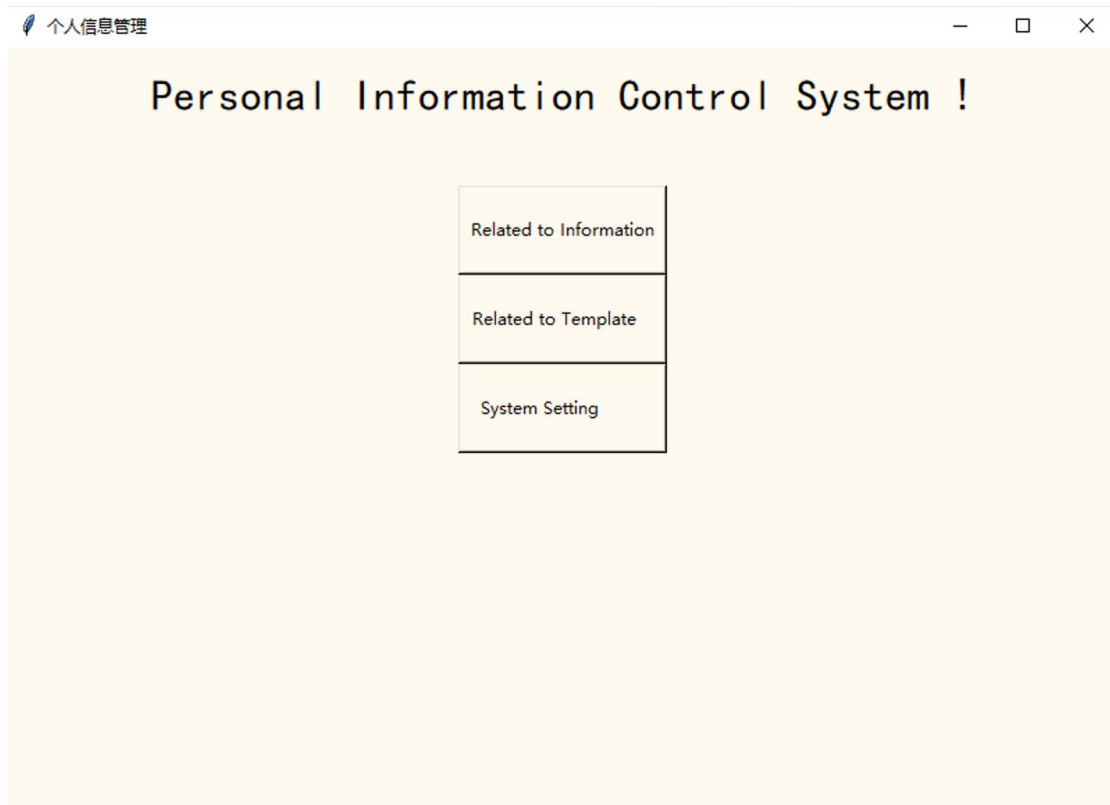 个人信息管理
Personal Information Control System !
Related to Information
Related to Template
System Setting